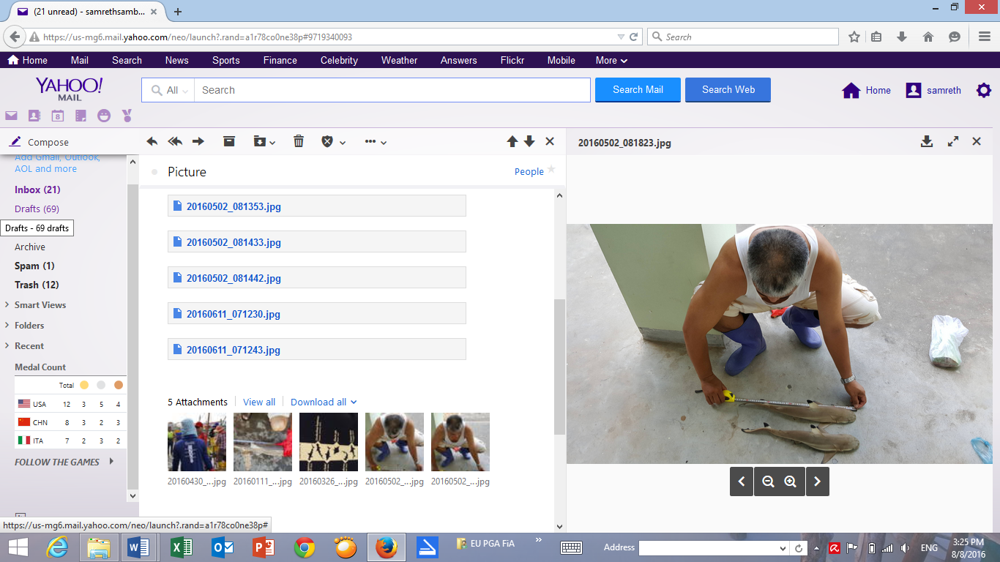 (21 unread) - samrethsamb...
https://us-mg6.mail.yahoo.com/neo/launch?.rand=a1r78co0ne38p#9719340093
Search
Home Mail Search News Sports Finance Celebrity Weather Answers Flickr Mobile More
YAHOO!
MAIL
All Search Search Mail Search Web Home samreth
8
Compose
20160502_081823.jpg
Add Gmail, Outlook,
AOL and more
Inbox (21)
Drafts (69)
Drafts - 69 drafts
Archive
Spam (1)
Trash (12)
Smart Views
Folders
Recent
Medal Count
Total
USA 12 3 5 4
CHN 8 3 2 3
ITA 7 2 3 2
FOLLOW THE GAMES
Picture
People
20160502_081353.jpg
20160502_081433.jpg
20160502_081442.jpg
20160611_071230.jpg
20160611_071243.jpg
5 Attachments View all Download all
20160430_...jpg 20160111_...jpg 20160326_...jpg 20160502_...jpg 20160502_...jpg
https://us-mg6.mail.yahoo.com/neo/launch?.rand=a1r78co0ne38p#
EU PGA FiA
Address
ENG
3:25 PM
8/8/2016